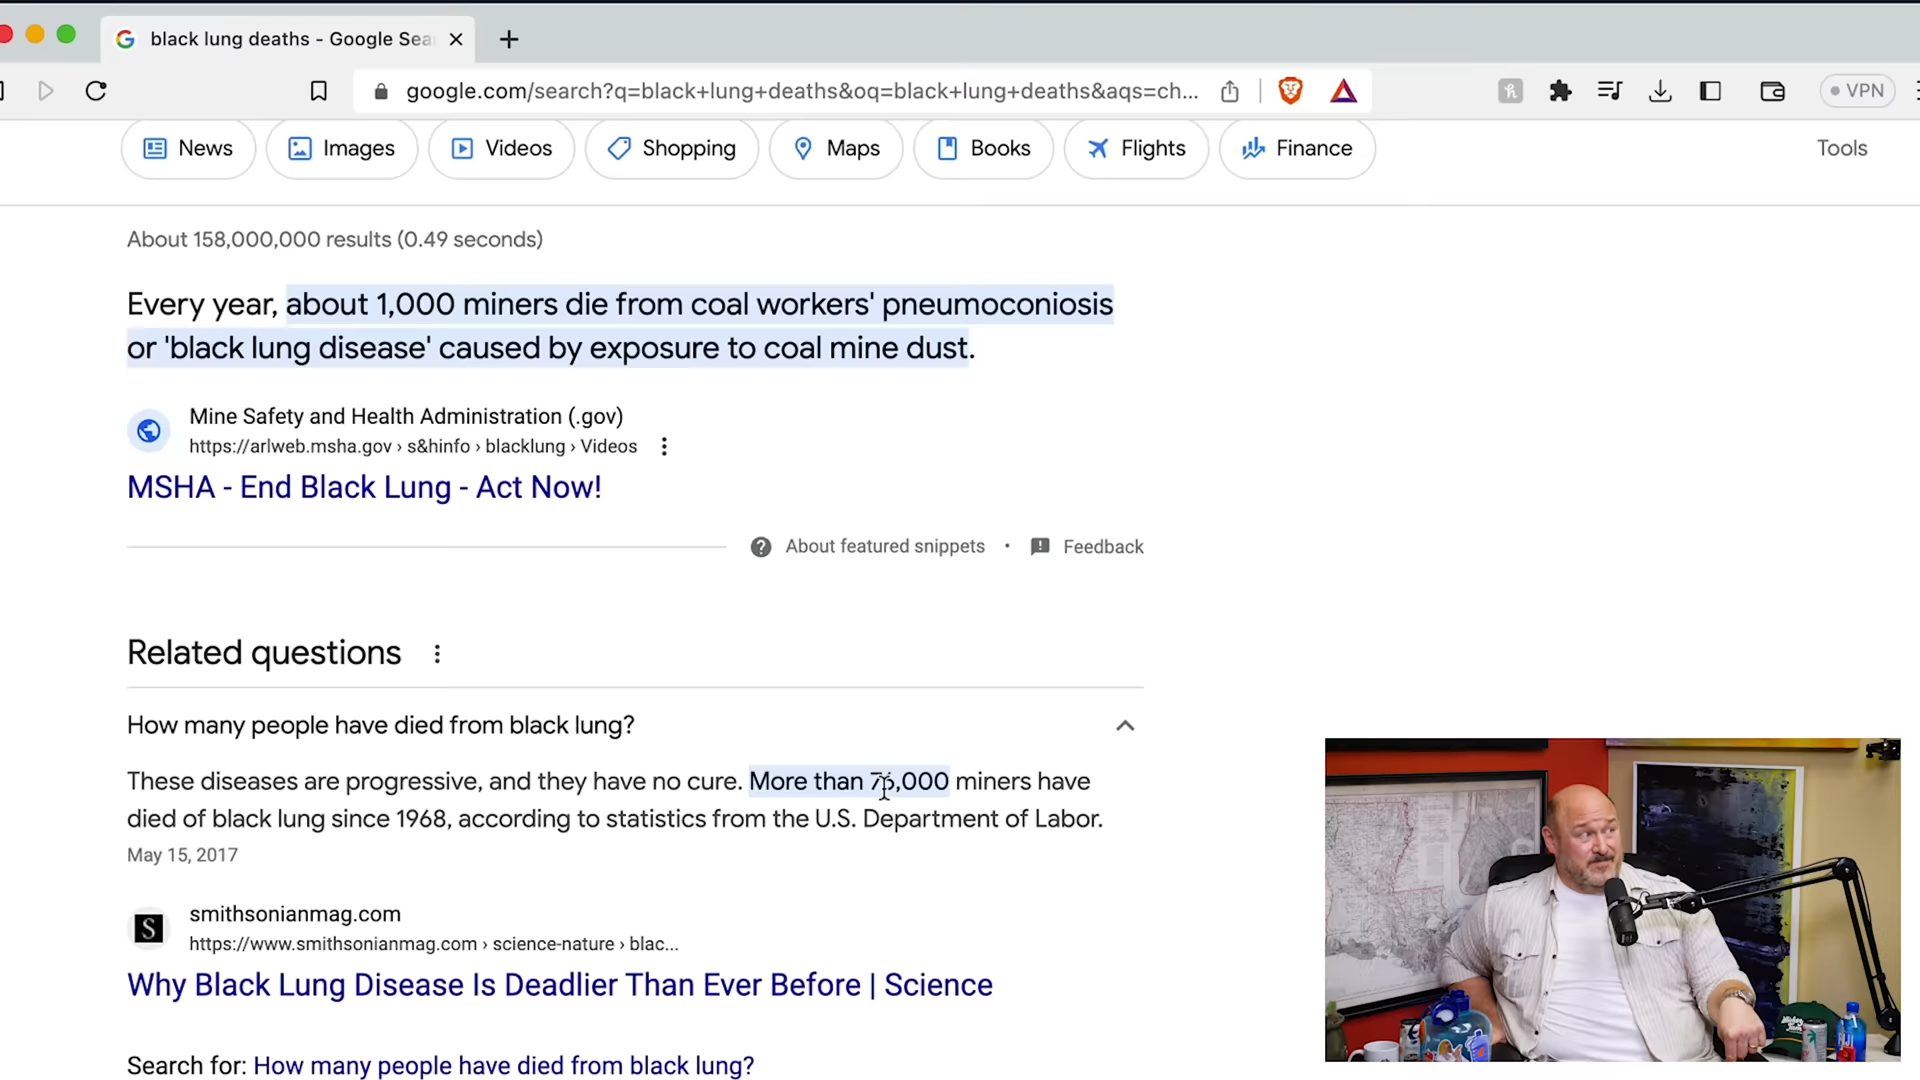 black lung deaths - Google Sea
google.com/search?q=black+lung+deaths&oq=black+lung+deaths&aqs=ch...
VPN
News
Images
Videos
Shopping
Maps
Books
Flights
Finance
Tools
About 158,000,000 results (0.49 seconds)
Every year, about 1,000 miners die from coal workers' pneumoconiosis
or 'black lung disease' caused by exposure to coal mine dust.
Mine Safety and Health Administration (.gov)
https://arlweb.msha.gov › s&hinfo › blacklung › Videos
MSHA - End Black Lung - Act Now!
About featured snippets
•
Feedback
Related questions
How many people have died from black lung?
These diseases are progressive, and they have no cure. More than miners have
died of black lung since 1968, according to statistics from the U.S. Department of Labor.
May 15, 2017
S
smithsonianmag.com
https://www.smithsonianmag.com › science-nature › blac...
Why Black Lung Disease Is Deadlier Than Ever Before | Science
Search for: How many people have died from black lung?
FIJI